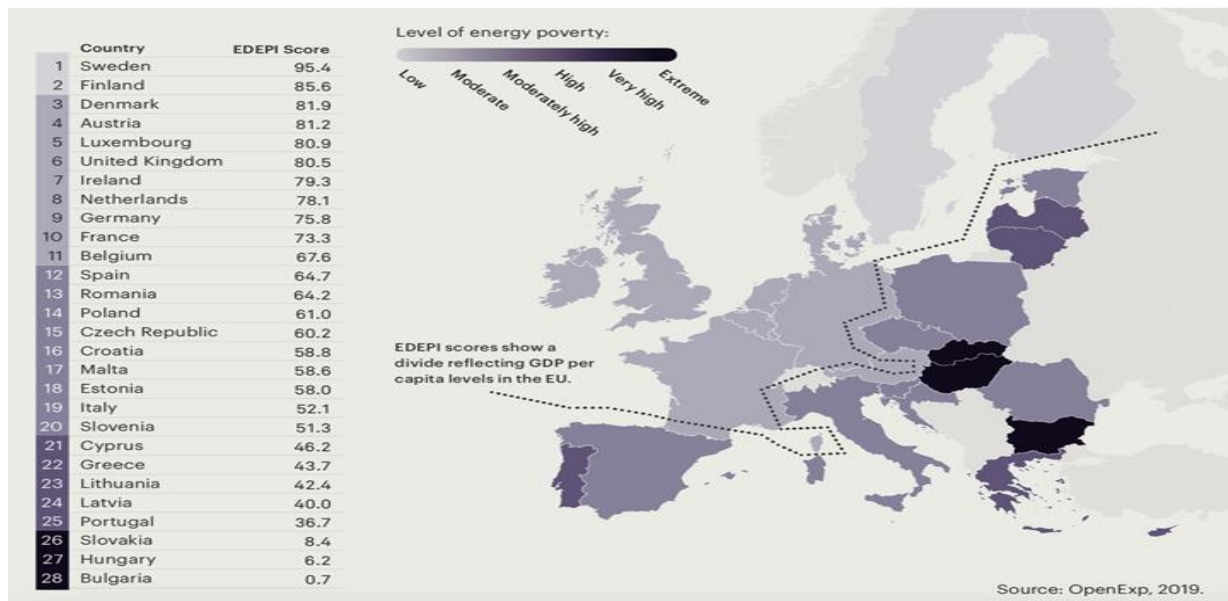 Country EDEPI Score
1 Sweden 95.4
2 Finland 85.6
3 Denmark 81.9
4 Austria 81.2
5 Luxembourg 80.9
6 United Kingdom 80.5
7 Ireland 79.3
8 Netherlands 78.1
9 Germany 75.8
10 France 73.3
11 Belgium 67.6
12 Spain 64.7
13 Romania 64.2
14 Poland 61.0
15 Czech Republic 60.2
16 Croatia 58.8
17 Malta 58.6
18 Estonia 58.0
19 Italy 52.1
20 Slovenia 51.3
21 Cyprus 46.2
22 Greece 43.7
23 Lithuania 42.4
24 Latvia 40.0
25 Portugal 36.7
26 Slovakia 8.4
27 Hungary 6.2
28 Bulgaria 0.7
Level of energy poverty:
Low
Moderate
Moderately high
High
Very high
Extreme
EDEPI scores show a
divide reflecting GDP per
capita levels in the EU.
Source: OpenExp, 2019.